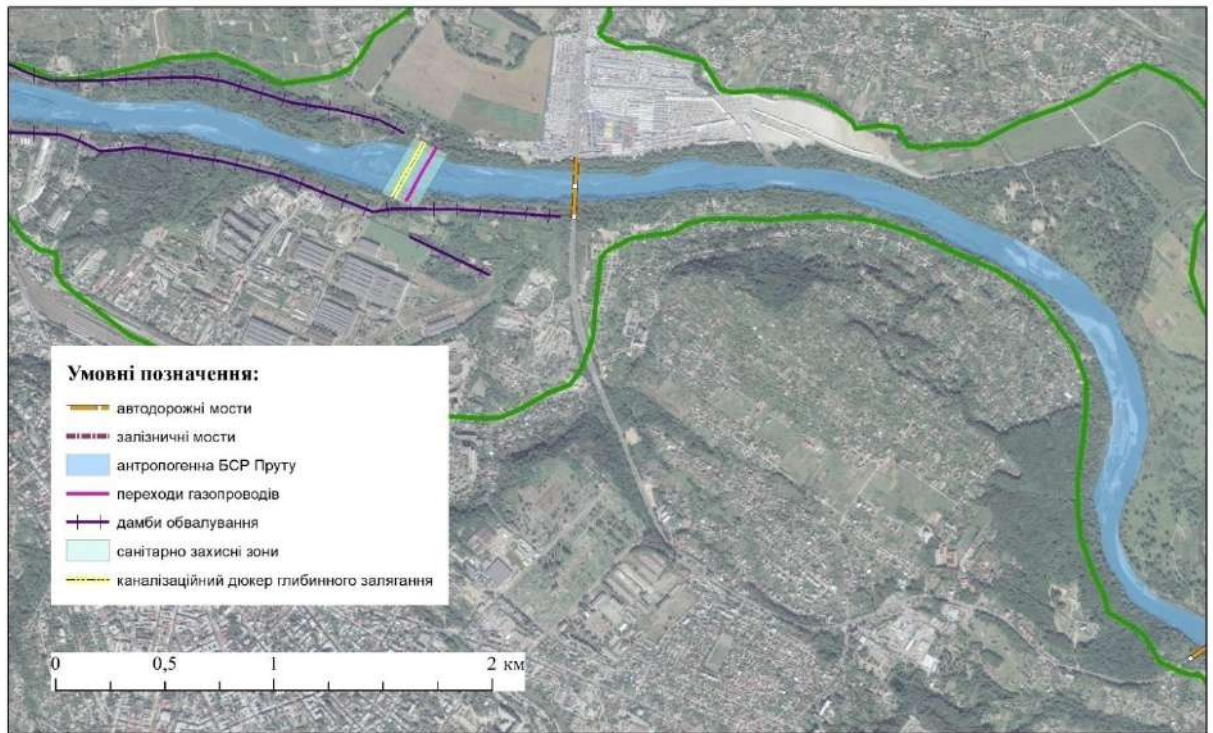 Умовні позначення:
автодорожні мости
залізничні мости
антропогенна БСР Пруту
переходи газопроводів
дамби обвалування
санітарно захисні зони
каналізаційний дюкер глибинного залягання
0 0,5 1 2 км